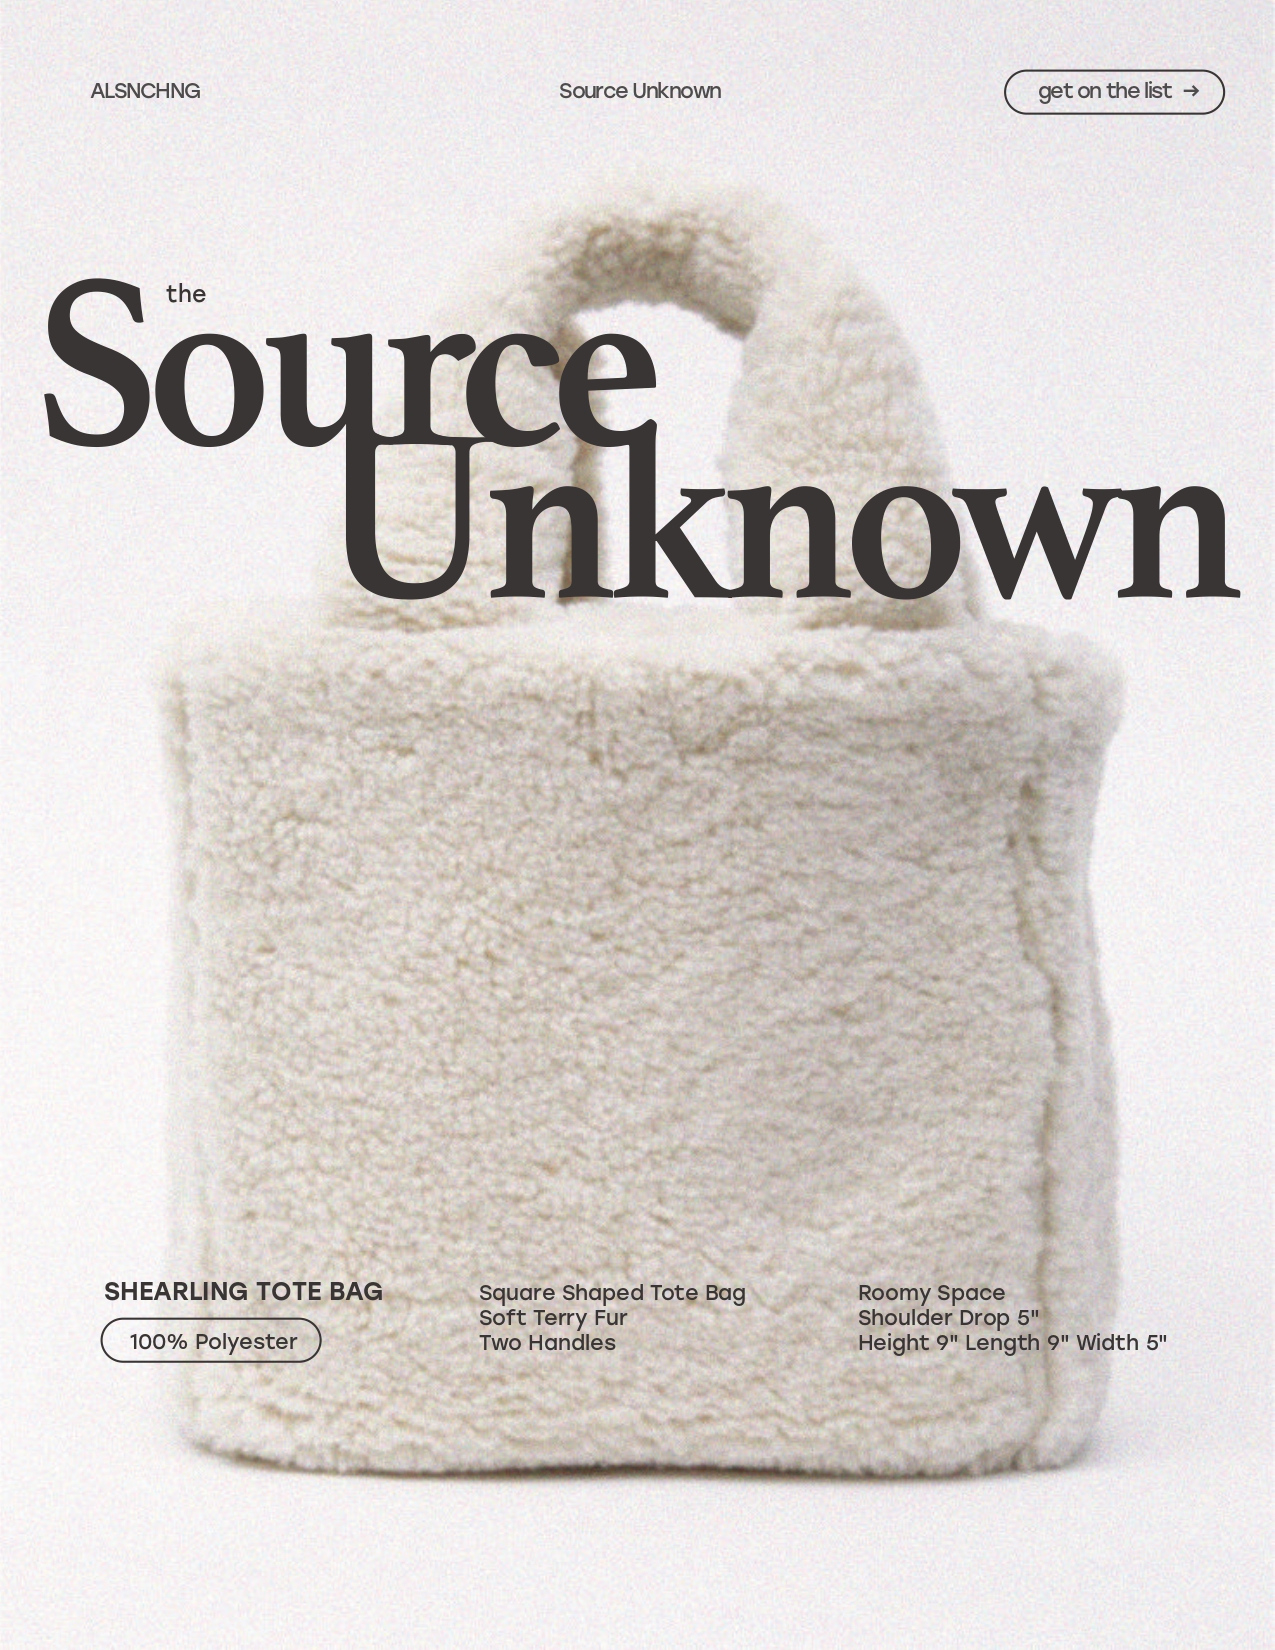 ALSNCHNG
Source Unknown
get on the list →
the
Source
Unknown
SHEARLING TOTE BAG
100% Polyester
Square Shaped Tote Bag
Soft Terry Fur
Two Handles
Roomy Space
Shoulder Drop 5"
Height 9" Length 9" Width 5"